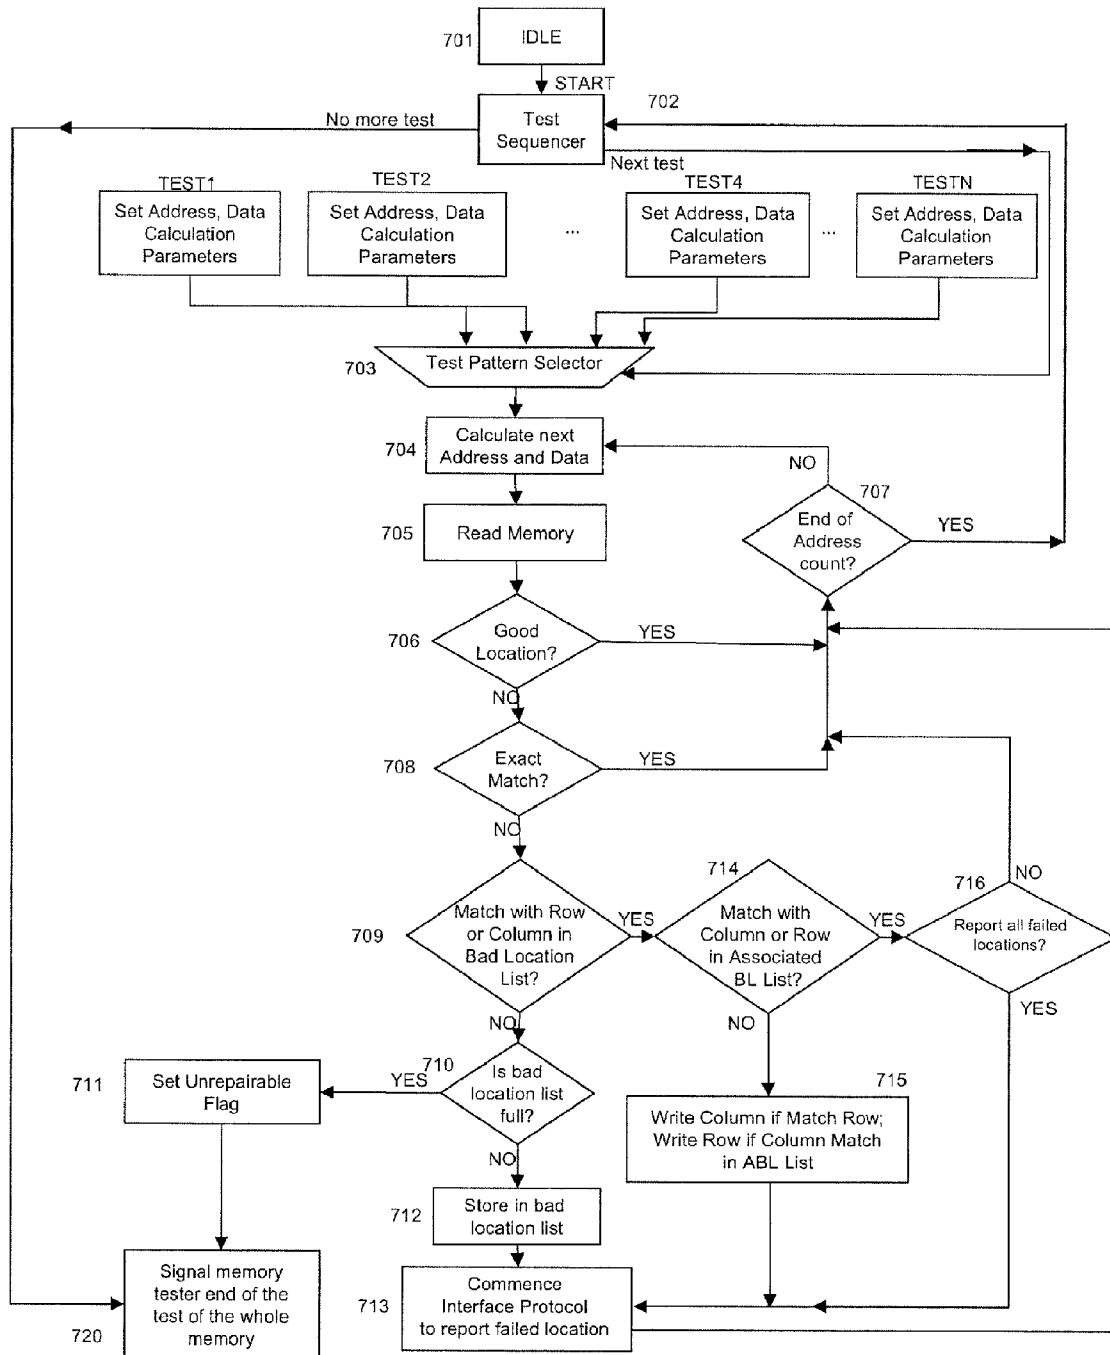 701
IDLE
START
702
No more test
Test
Sequencer
Next test
TEST1
TEST2
TEST4
TESTN
Set Address, Data
Calculation
Parameters
Set Address, Data
Calculation
Parameters
...
Set Address, Data
Calculation
Parameters
...
Set Address, Data
Calculation
Parameters
703
Test Pattern Selector
704
Calculate next
Address and Data
NO
707
705
Read Memory
End of
Address
count?
YES
706
Good
Location?
YES
NO
708
Exact
Match?
YES
NO
709
Match with Row
or Column in
Bad Location
List?
YES
714
Match with
Column or Row
in Associated
BL List?
YES
716
NO
Report all failed
locations?
YES
NO
NO
710
Is bad
location list
full?
YES
711
Set Unrepairable
Flag
715
Write Column if Match Row;
Write Row if Column Match
in ABL List
NO
712
Store in bad
location list
713
Commence
Interface Protocol
to report failed location
720
Signal memory
tester end of the
test of the whole
memory